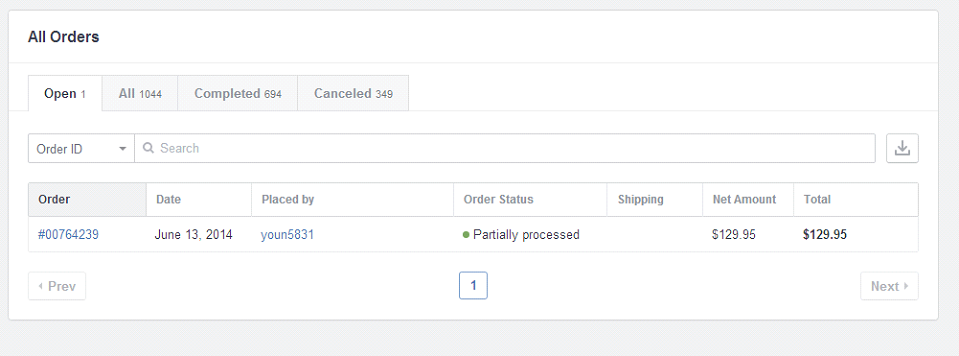 All Orders
Open 1 All 1044 Completed 694 Canceled 349
Order ID Search
Order Date Placed by Order Status Shipping Net Amount Total
#00764239 June 13, 2014 youn5831 Partially processed $129.95 $129.95
Prev 1 Next